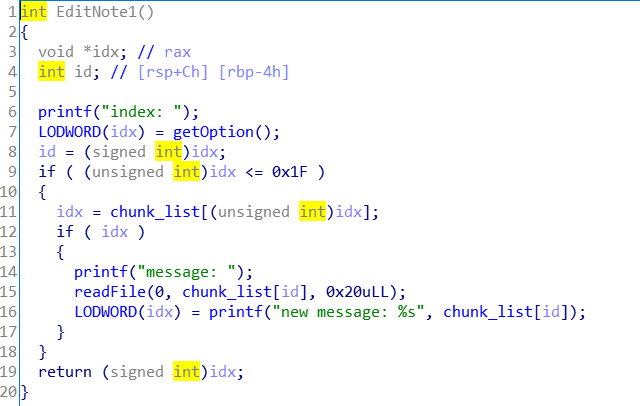 1 int EditNote1()
2 {
3   void *idx; // rax
4   int id; // [rsp+Ch] [rbp-4h]
5
6   printf("index: ");
7   LODWORD(idx) = getOption();
8   id = (signed int)idx;
9   if ( (unsigned int)idx <= 0x1F )
10   {
11     idx = chunk_list[(unsigned int)idx];
12     if ( idx )
13     {
14       printf("message: ");
15       readFile(0, chunk_list[id], 0x20uLL);
16       LODWORD(idx) = printf("new message: %s", chunk_list[id]);
17     }
18   }
19   return (signed int)idx;
20 }